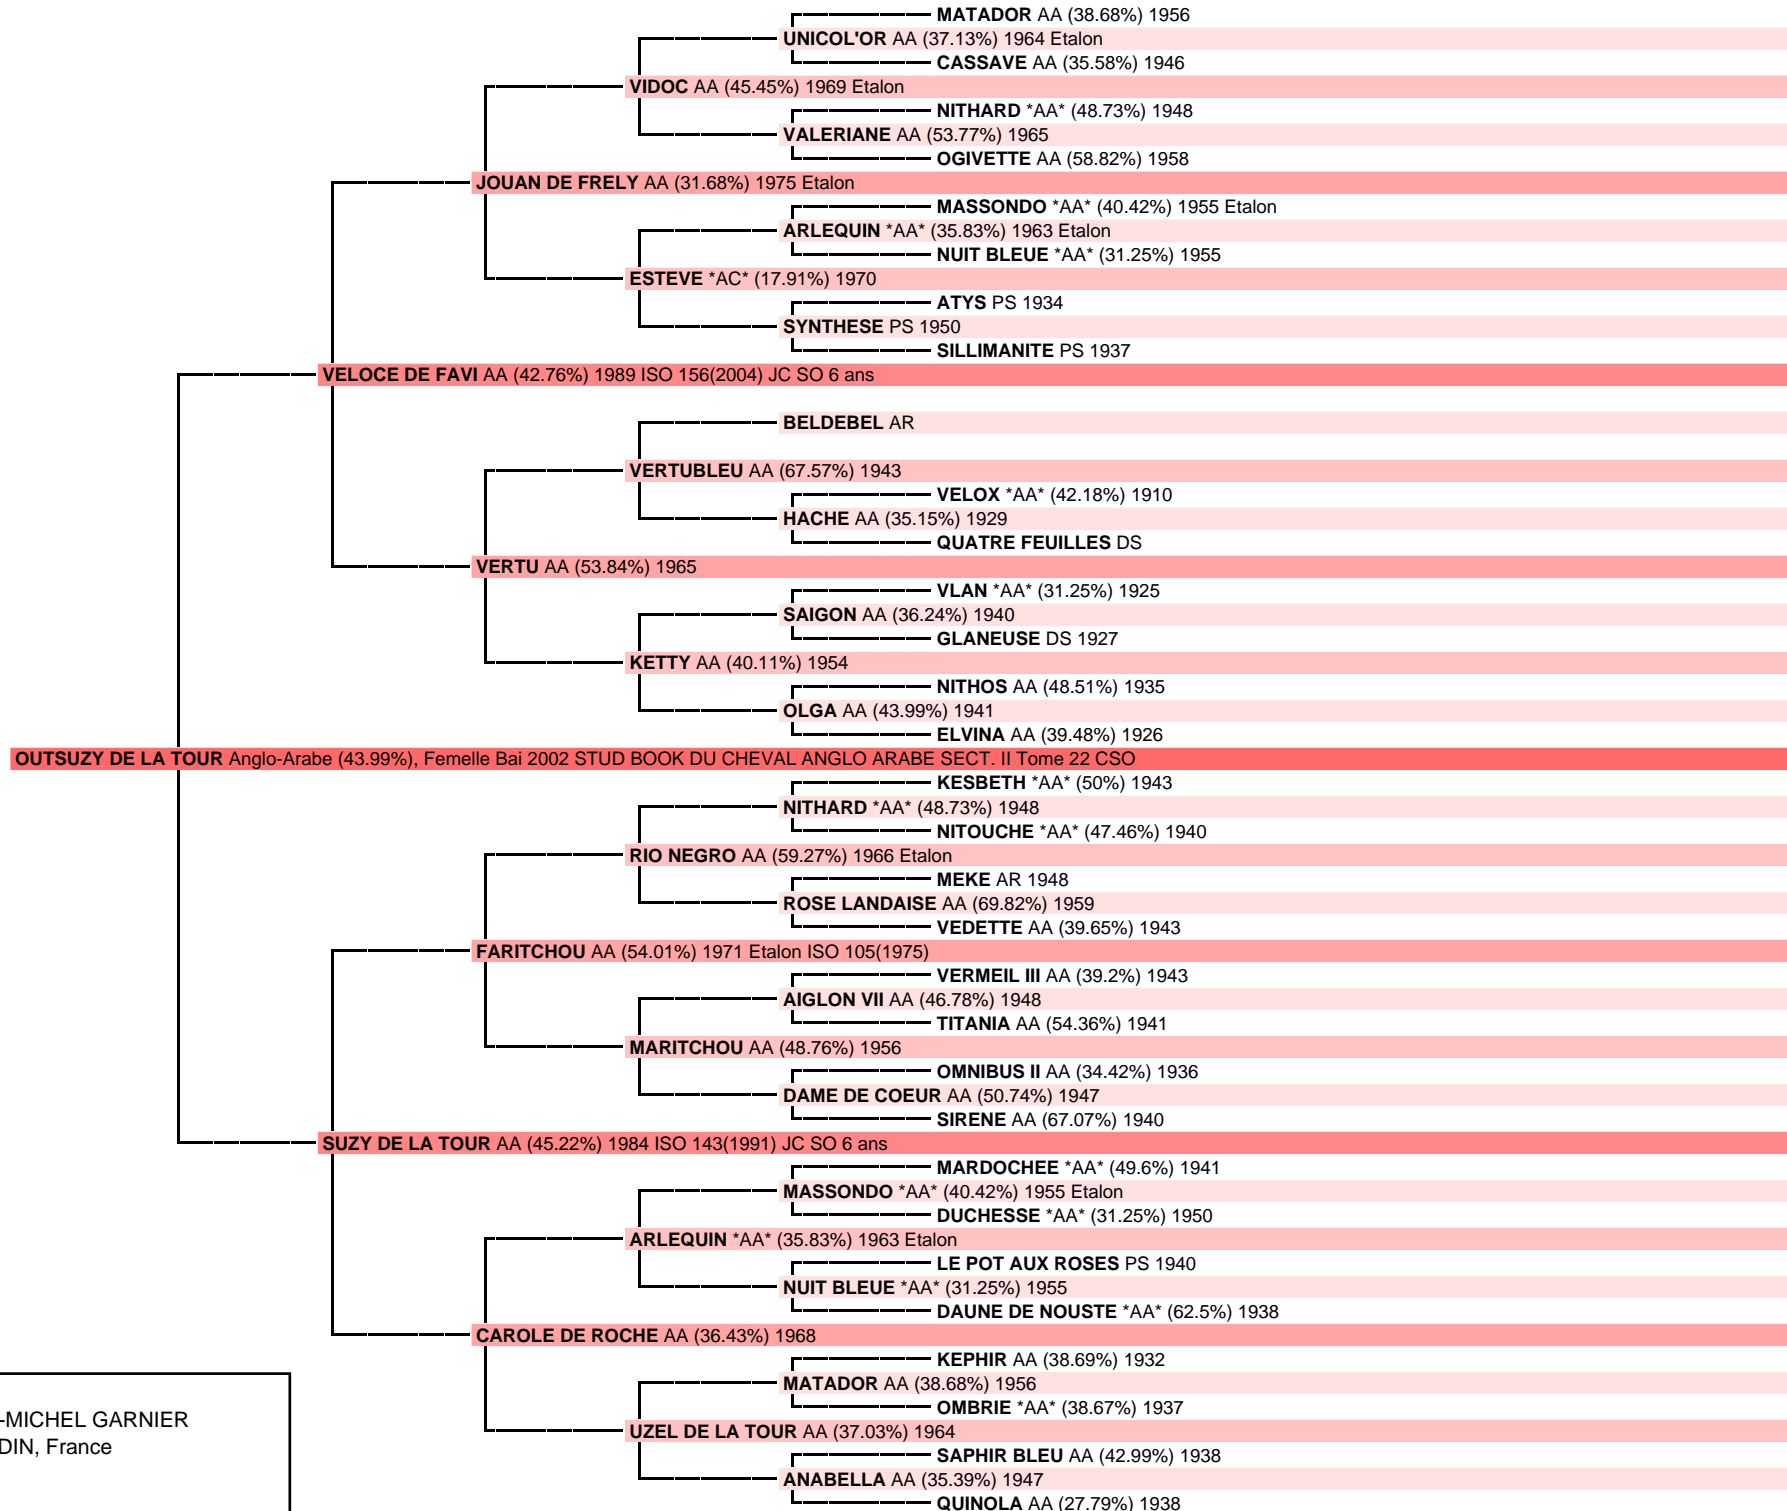 MATADOR AA (38.68%) 1956
UNICOL'OR AA (37.13%) 1964 Etalon
CASSAVE AA (35.58%) 1946
VIDOC AA (45.45%) 1969 Etalon
NITHARD *AA* (48.73%) 1948
VALERIANE AA (53.77%) 1965
OGIVETTE AA (58.82%) 1958
JOUAN DE FRELY AA (31.68%) 1975 Etalon
MASSONDO *AA* (40.42%) 1955 Etalon
ARLEQUIN *AA* (35.83%) 1963 Etalon
NUIT BLEUE *AA* (31.25%) 1955
ESTEVE *AC* (17.91%) 1970
ATYS PS 1934
SYNTHESE PS 1950
SILLIMANITE PS 1937
VELOCE DE FAVI AA (42.76%) 1989 ISO 156(2004) JC SO 6 ans
BELDEBEL AR
VERTUBLEU AA (67.57%) 1943
VELOX *AA* (42.18%) 1910
HACHE AA (35.15%) 1929
QUATRE FEUILLES DS
VERTU AA (53.84%) 1965
VLAN *AA* (31.25%) 1925
SAIGON AA (36.24%) 1940
GLANEUSE DS 1927
KETTY AA (40.11%) 1954
NITHOS AA (48.51%) 1935
OLGA AA (43.99%) 1941
ELVINA AA (39.48%) 1926
OUTSUZY DE LA TOUR Anglo-Arabe (43.99%), Femelle Bai 2002 STUD BOOK DU CHEVAL ANGLO ARABE SECT. II Tome 22 CSO
KESBETH *AA* (50%) 1943
NITHARD *AA* (48.73%) 1948
NITOUCHE *AA* (47.46%) 1940
RIO NEGRO AA (59.27%) 1966 Etalon
MEKE AR 1948
ROSE LANDAISE AA (69.82%) 1959
VEDETTE AA (39.65%) 1943
FARITCHOU AA (54.01%) 1971 Etalon ISO 105(1975)
VERMEIL III AA (39.2%) 1943
AIGLON VII AA (46.78%) 1948
TITANIA AA (54.36%) 1941
MARITCHOU AA (48.76%) 1956
OMNIBUS II AA (34.42%) 1936
DAME DE COEUR AA (50.74%) 1947
SIRENE AA (67.07%) 1940
SUZY DE LA TOUR AA (45.22%) 1984 ISO 143(1991) JC SO 6 ans
MARDOCHEE *AA* (49.6%) 1941
MASSONDO *AA* (40.42%) 1955 Etalon
DUCHESSE *AA* (31.25%) 1950
ARLEQUIN *AA* (35.83%) 1963 Etalon
LE POT AUX ROSES PS 1940
NUIT BLEUE *AA* (31.25%) 1955
DAUNE DE NOUSTE *AA* (62.5%) 1938
CAROLE DE ROCHE AA (36.43%) 1968
KEPHIR AA (38.69%) 1932
MATADOR AA (38.68%) 1956
OMBRIE *AA* (38.67%) 1937
UZEL DE LA TOUR AA (37.03%) 1964
SAPHIR BLEU AA (42.99%) 1938
ANABELLA AA (35.39%) 1947
QUINOLA AA (27.79%) 1938
-MICHEL GARNIER
DIN, France